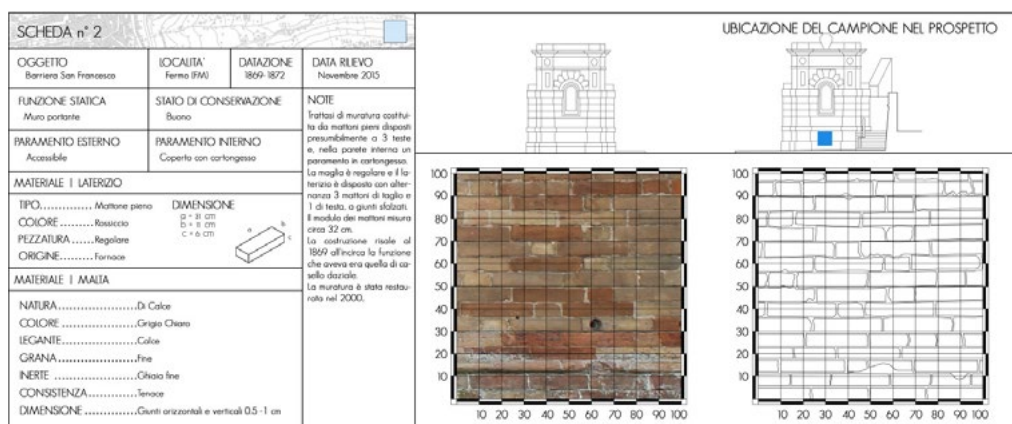 SCHEDA n° 2
UBICAZIONE DEL CAMPIONE NEL PROSPETTO
OGGETTO
Barriera San Francesco
LOCALITA'
Fermo (FM)
DATAZIONE
1869-1872
DATA RILIEVO
Novembre 2015
FUNZIONE STATICA
Muro portante
STATO DI CONSERVAZIONE
Buono
PARAMENTO ESTERNO
Accessibile
PARAMENTO INTERNO
Coperto con cartongesso
NOTE
Trattasi di muratura costitui-
ta da mattoni pieni disposti
presumibilmente a 3 teste
e, nella parete interna un
paramento in cartongesso.
La maglia è regolare e il la-
terizio è disposto con alter-
nanza 3 mattoni di taglio e
1 di testa, a giunti sfalzati.
Il modulo dei mattoni misura
circa 32 cm.
La costruzione risale al
1869 all'incirca la funzione
che aveva era quella di ca-
sello daziale.
La muratura è stata restau-
rata nel 2000.
MATERIALE | LATERIZIO
TIPO.............. Mattone pieno
COLORE .......... Rossiccio
PEZZATURA ...... Regolare
ORIGINE......... Fornace
DIMENSIONE
a = 31 cm
b = 11 cm
c = 6 cm
a
b
c
MATERIALE | MALTA
NATURA ....................Di Calce
COLORE ....................Grigio Chiaro
LEGANTE....................Calce
GRANA......................Fine
INERTE .....................Ghiaia fine
CONSISTENZA ..............Tenace
DIMENSIONE ...............Giunti orizzontali e verticali 0.5 -1 cm
100
90
80
70
60
50
40
30
20
10
10 20 30 40 50 60 70 80 90 100
100
90
80
70
60
50
40
30
20
10
10 20 30 40 50 60 70 80 90 100